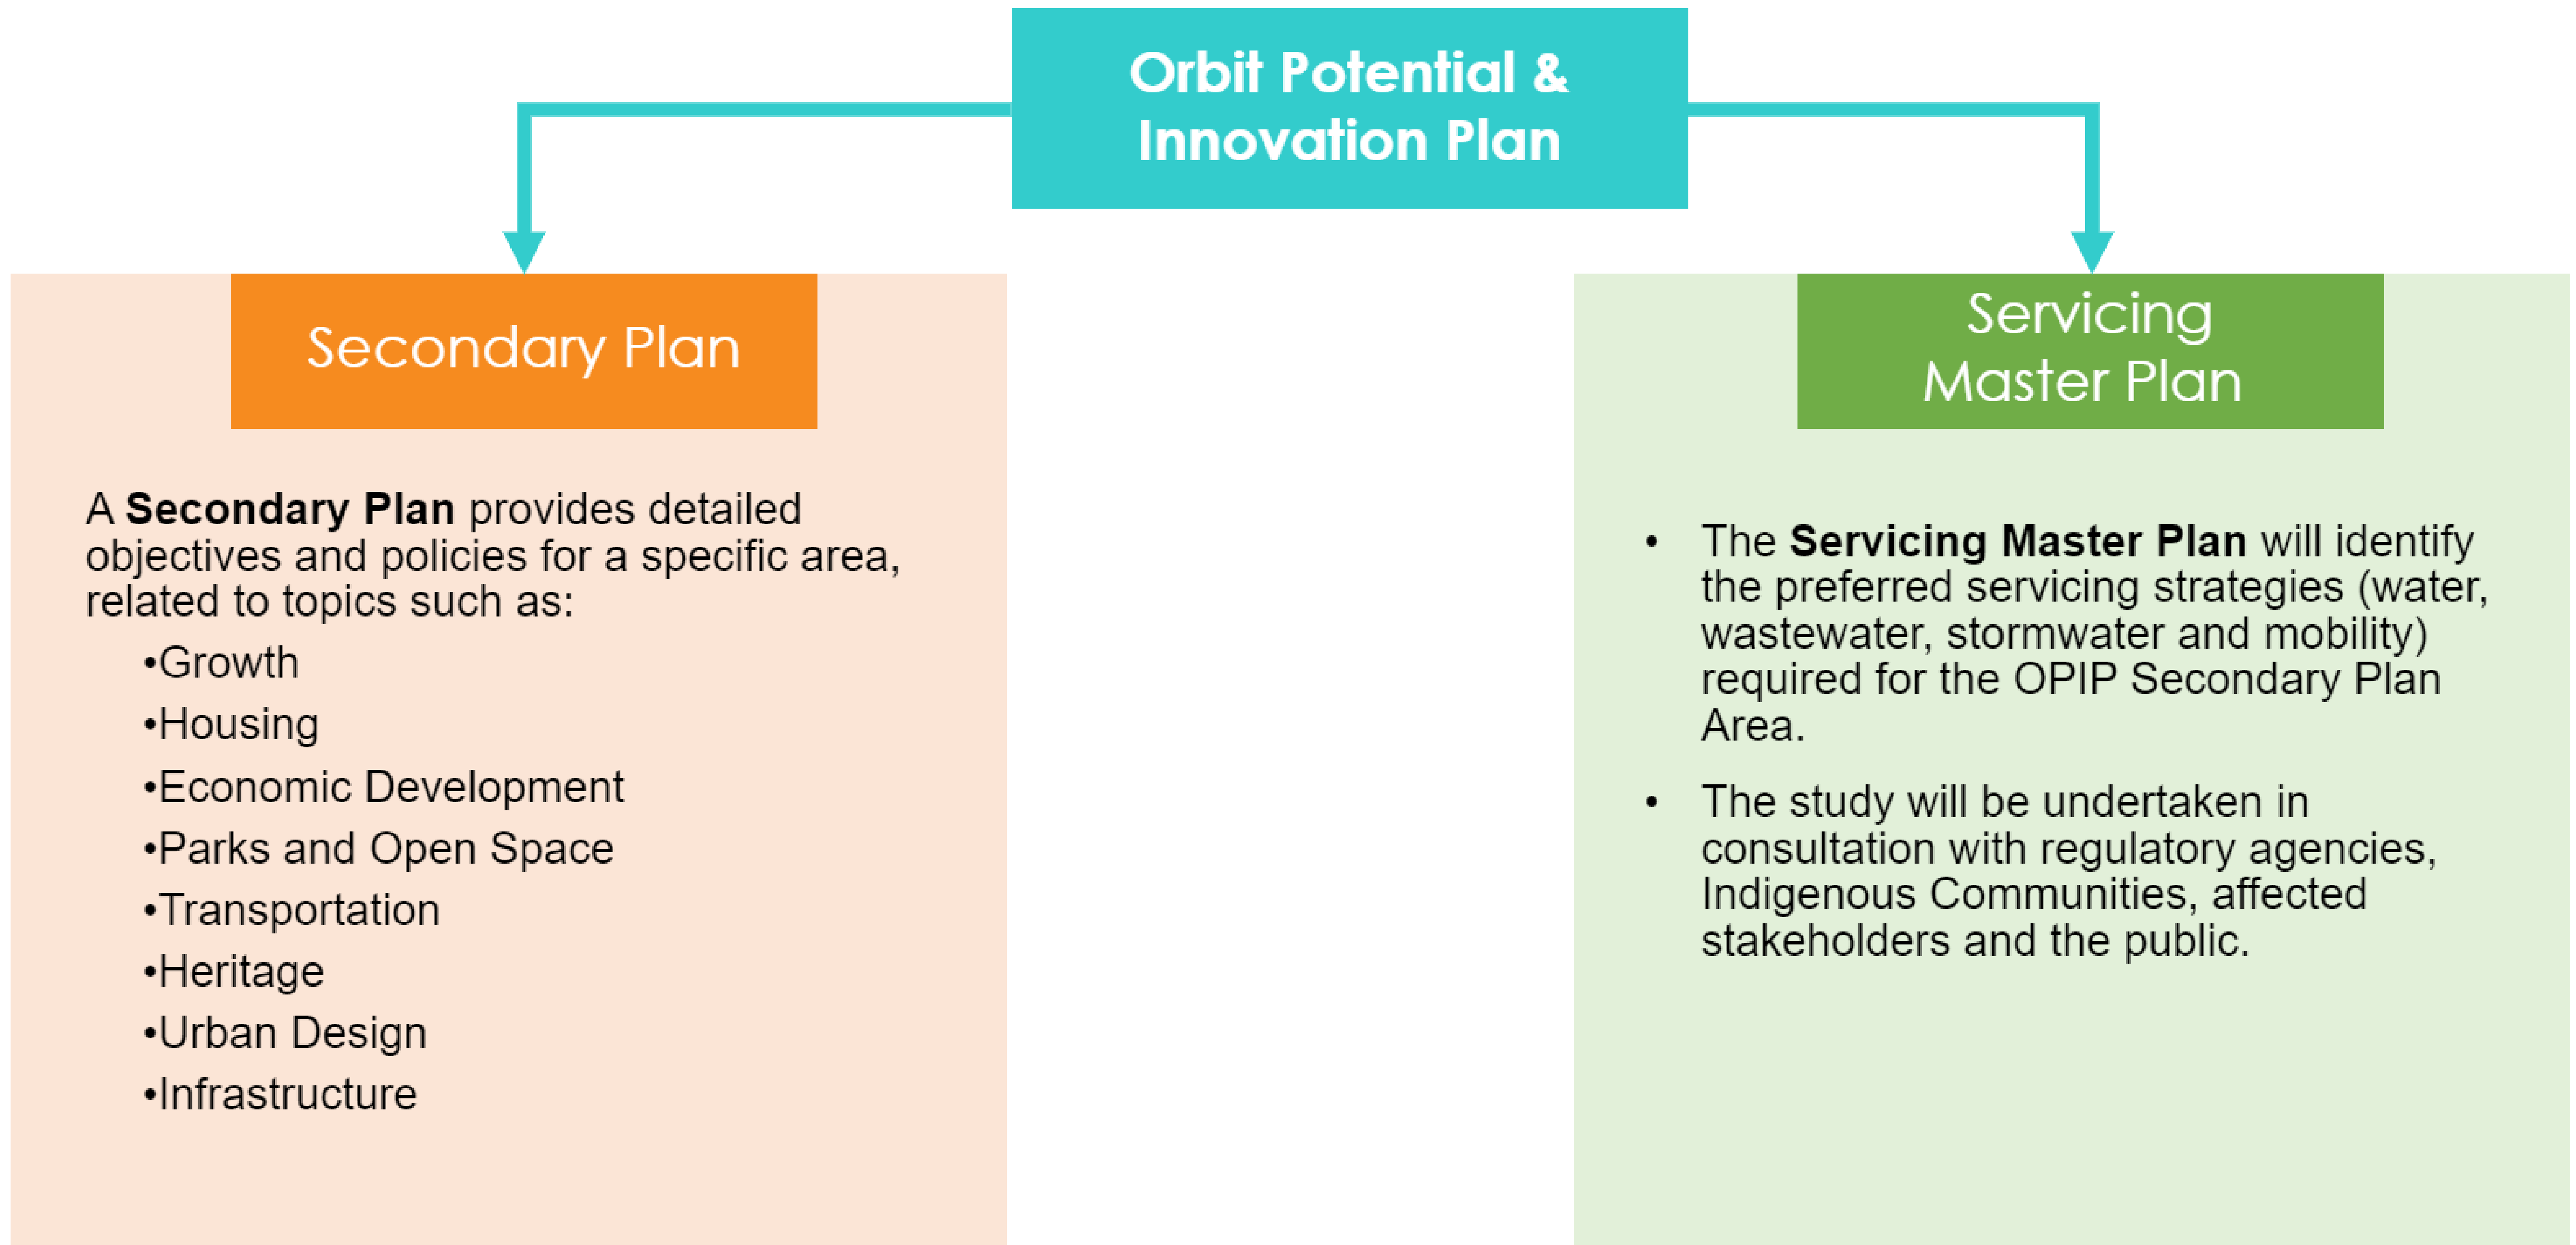 Orbit Potential &
Innovation Plan
Secondary Plan
A Secondary Plan provides detailed
objectives and policies for a specific area,
related to topics such as:
•Growth
•Housing
•Economic Development
•Parks and Open Space
•Transportation
•Heritage
•Urban Design
•Infrastructure
Servicing
Master Plan
• The Servicing Master Plan will identify
the preferred servicing strategies (water,
wastewater, stormwater and mobility)
required for the OPIP Secondary Plan
Area.
• The study will be undertaken in
consultation with regulatory agencies,
Indigenous Communities, affected
stakeholders and the public.